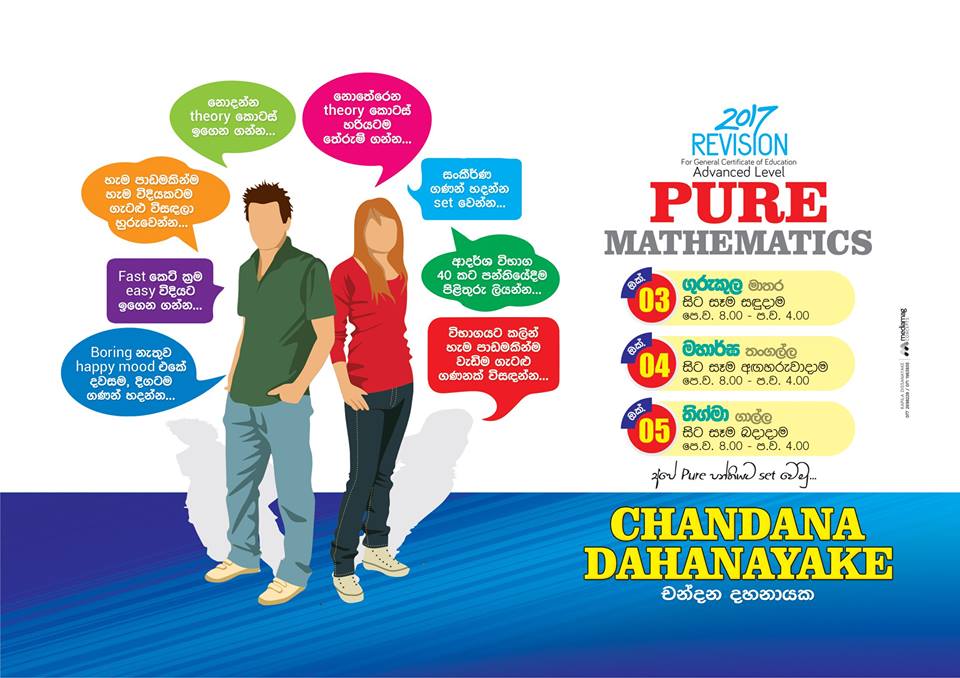 නොදන්න
theory කොටස්
ඉගෙන ගන්න...
නොතේරෙන
theory කොටස්
හරියටම
තේරුම් ගන්න...
හැම පාඩමකින්ම
හැම විදියකටම
ගැටළු විසඳලා
හුරුවෙන්න...
සංකීර්ණ
ගණන් හදන්න
set වෙන්න...
Fast කෙටි ක්‍රම
easy විදියට
ඉගෙන ගන්න...
ආදර්ශ විභාග
40 කට පන්තියේදීම
පිළිතුරු ලියන්න...
Boring නැතුව
happy mood එකේ
දවසම, දිගටම
ගණන් හදන්න...
විභාගයට කලින්
හැම පාඩමකින්ම
වැඩිම ගැටළු
ගණනක් විසඳන්න...
2017
REVISION
For General Certificate of Education
Advanced Level
PURE
MATHEMATICS
ඔක්. 03 ගුරුකුල මාතර
සිට සෑම සඳුදාම
පෙ.ව. 8.00 - ප.ව. 4.00
ඔක්. 04 මහාර්ඝ තංගල්ල
සිට සෑම අඟහරුවාදාම
පෙ.ව. 8.00 - ප.ව. 4.00
ඔක්. 05 තිග්මා ගාල්ල
සිට සෑම බදාදාම
පෙ.ව. 8.00 - ප.ව. 4.00
අපේ Pure පන්තියට set වෙමු...
CHANDANA
DAHANAYAKE
චන්දන දහනායක
mediamag